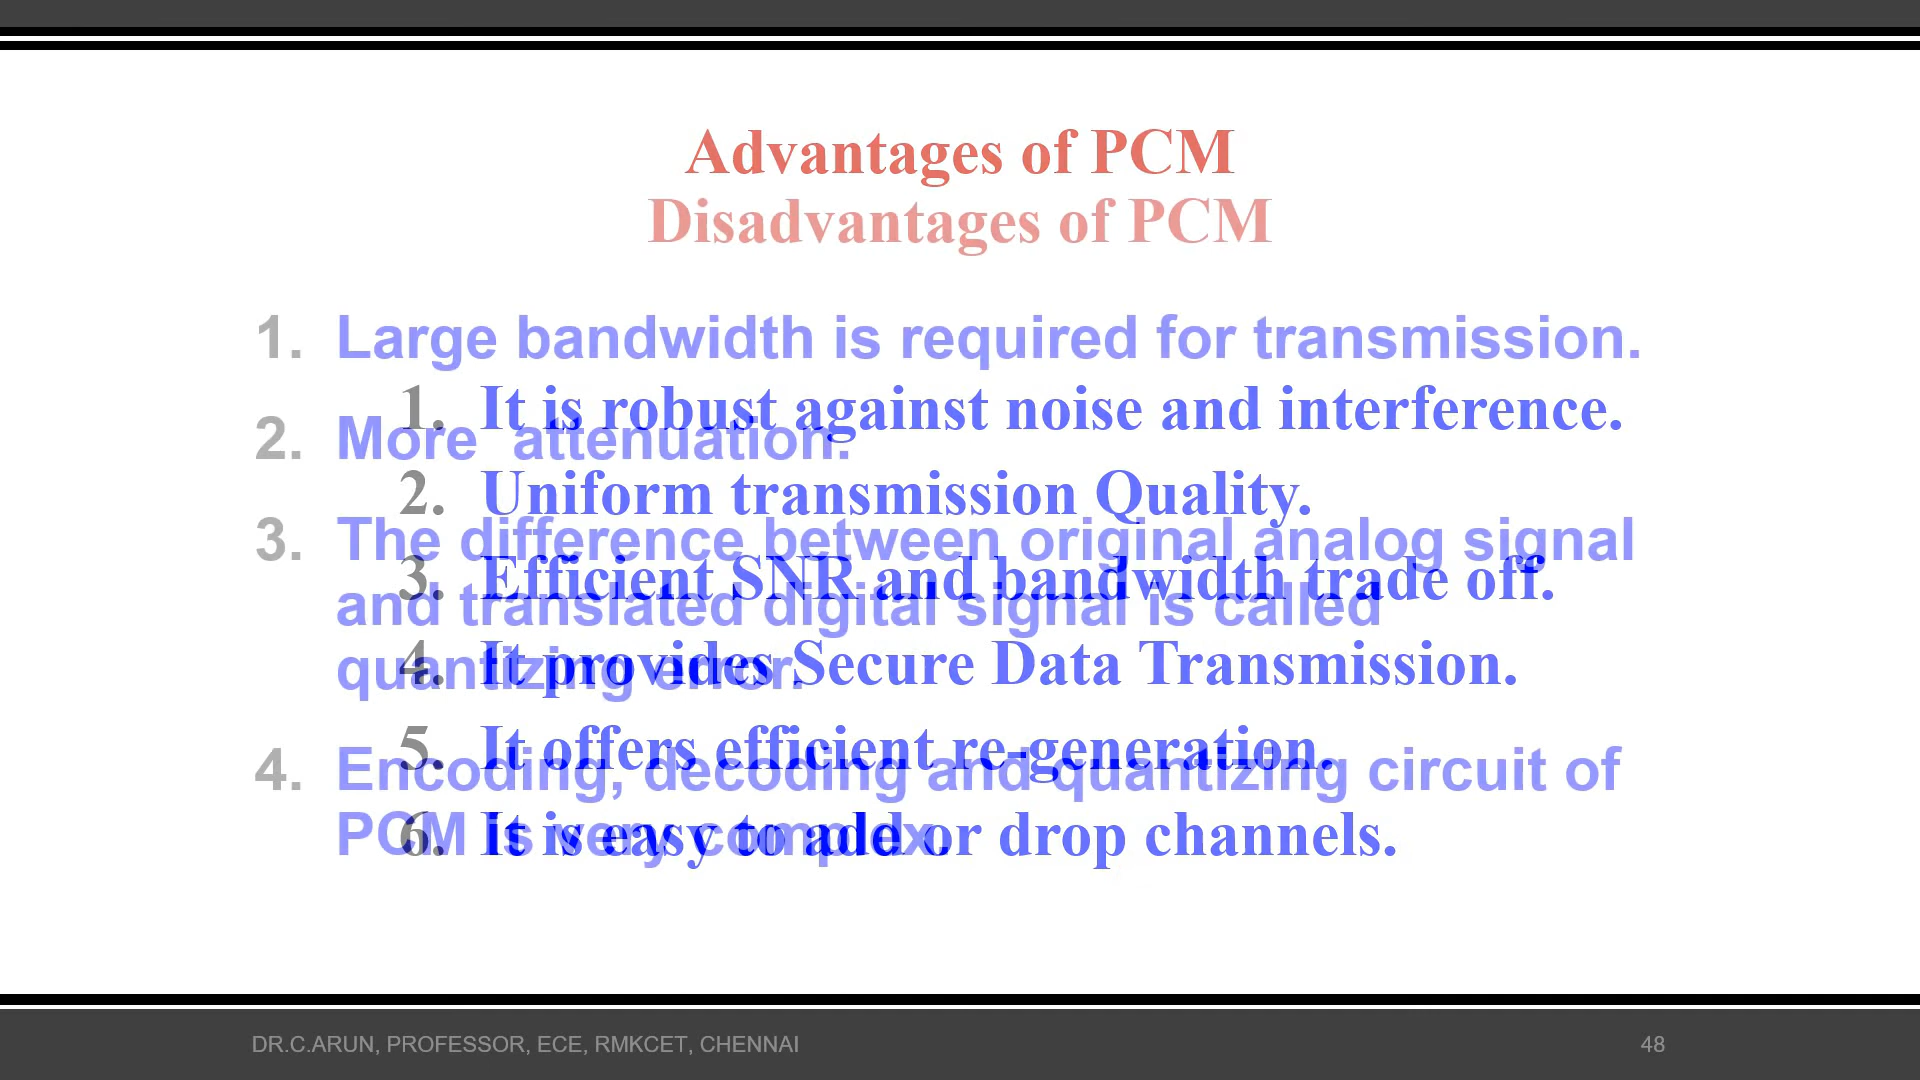 Advantages of PCM
Disadvantages of PCM
1. Large bandwidth is required for transmission.
1. It is robust against noise and interference.
2. More attenuation.
2. Uniform transmission Quality.
3. The difference between original analog signal
3. Efficient SNR and bandwidth trade off.
and translated digital signal is called
4. It provides Secure Data Transmission.
quantizing error.
5. It offers efficient re-generation.
4. Encoding, decoding and quantizing circuit of
6. It is easy to add or drop channels.
PCM is very complex.
DR.C.ARUN, PROFESSOR, ECE, RMKCET, CHENNAI
48